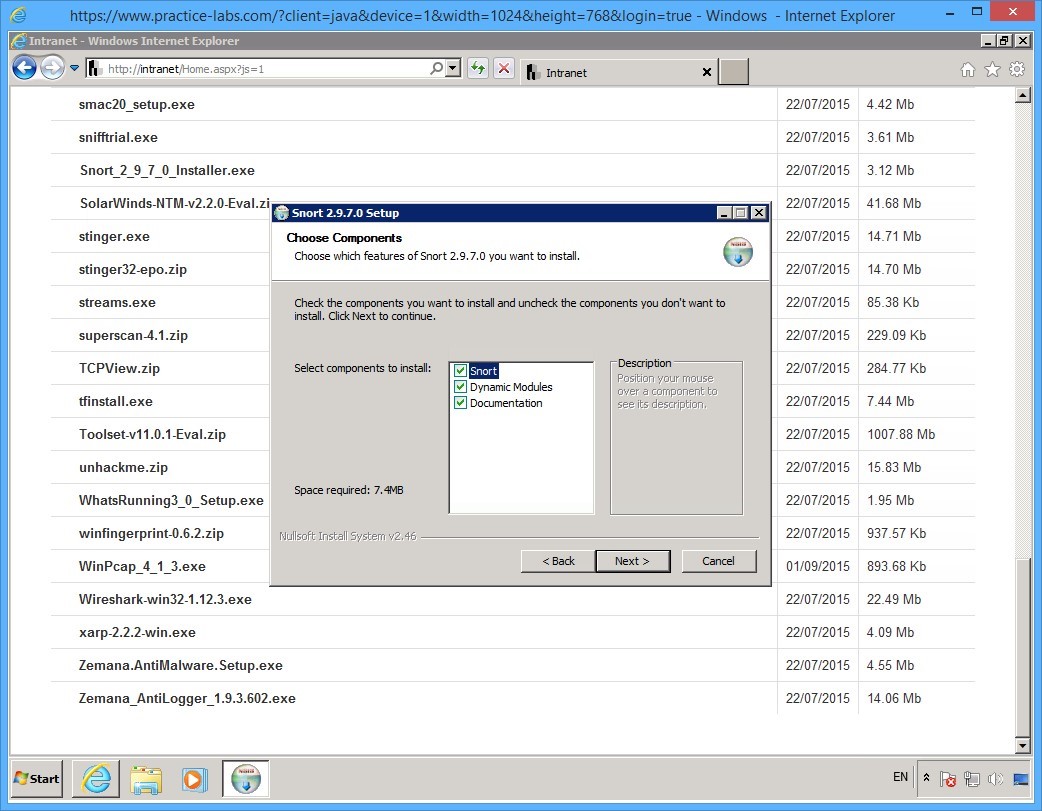 https://www.practice-labs.com/?client=java&device=1&width=1024&height=768&login=true - Windows - Internet Explorer
Intranet - Windows Internet Explorer
http://intranet/Home.aspx?js=1
Intranet
smac20_setup.exe 22/07/2015 4.42 Mb
snifftrial.exe 22/07/2015 3.61 Mb
Snort_2_9_7_0_Installer.exe 22/07/2015 3.12 Mb
SolarWinds-NTM-v2.2.0-Eval.zi 22/07/2015 41.68 Mb
stinger.exe 22/07/2015 14.71 Mb
stinger32-epo.zip 22/07/2015 14.70 Mb
streams.exe 22/07/2015 85.38 Kb
superscan-4.1.zip 22/07/2015 229.09 Kb
TCPView.zip 22/07/2015 284.77 Kb
tfinstall.exe 22/07/2015 7.44 Mb
Toolset-v11.0.1-Eval.zip 22/07/2015 1007.88 Mb
unhackme.zip 22/07/2015 15.83 Mb
WhatsRunning3_0_Setup.exe 22/07/2015 1.95 Mb
winfingerprint-0.6.2.zip 22/07/2015 937.57 Kb
WinPcap_4_1_3.exe 01/09/2015 893.68 Kb
Wireshark-win32-1.12.3.exe 22/07/2015 22.49 Mb
xarp-2.2.2-win.exe 22/07/2015 4.09 Mb
Zemana.AntiMalware.Setup.exe 22/07/2015 4.55 Mb
Zemana_AntiLogger_1.9.3.602.exe 22/07/2015 14.06 Mb
Snort 2.9.7.0 Setup
Choose Components
Choose which features of Snort 2.9.7.0 you want to install.
Check the components you want to install and uncheck the components you don't want to
install. Click Next to continue.
Select components to install:
Snort
Dynamic Modules
Documentation
Description
Position your mouse
over a component to
see its description.
Space required: 7.4MB
Nullsoft Install System v2.46
< Back
Next >
Cancel
Start
EN